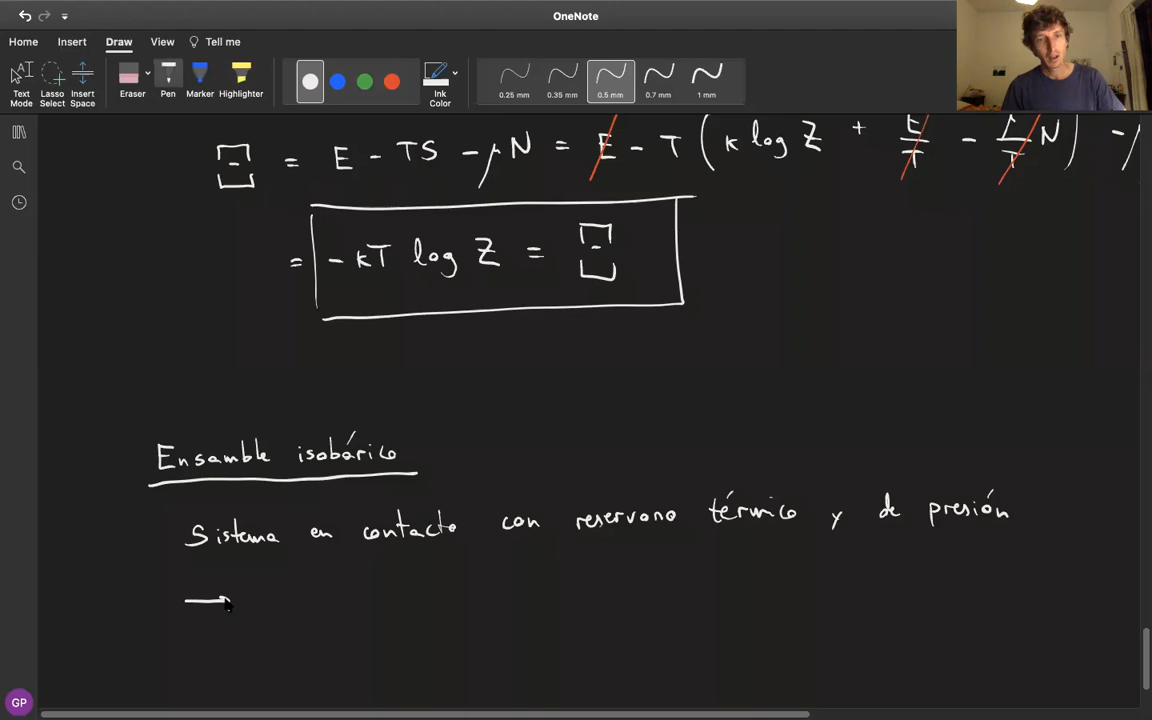 OneNote
Home Insert Draw View Tell me
Text Mode Lasso Select Insert Space Eraser Pen Marker Highlighter Ink Color 0.25 mm 0.35 mm 0.5 mm 0.7 mm 1 mm
Ξ = E - TS - μN = E - T ( k log Z + E/T - μ/T N ) - μ
= - kT log Z = Ξ
Ensamble isobárico
Sistema en contacto con reservorio térmico y de presión
→
GP